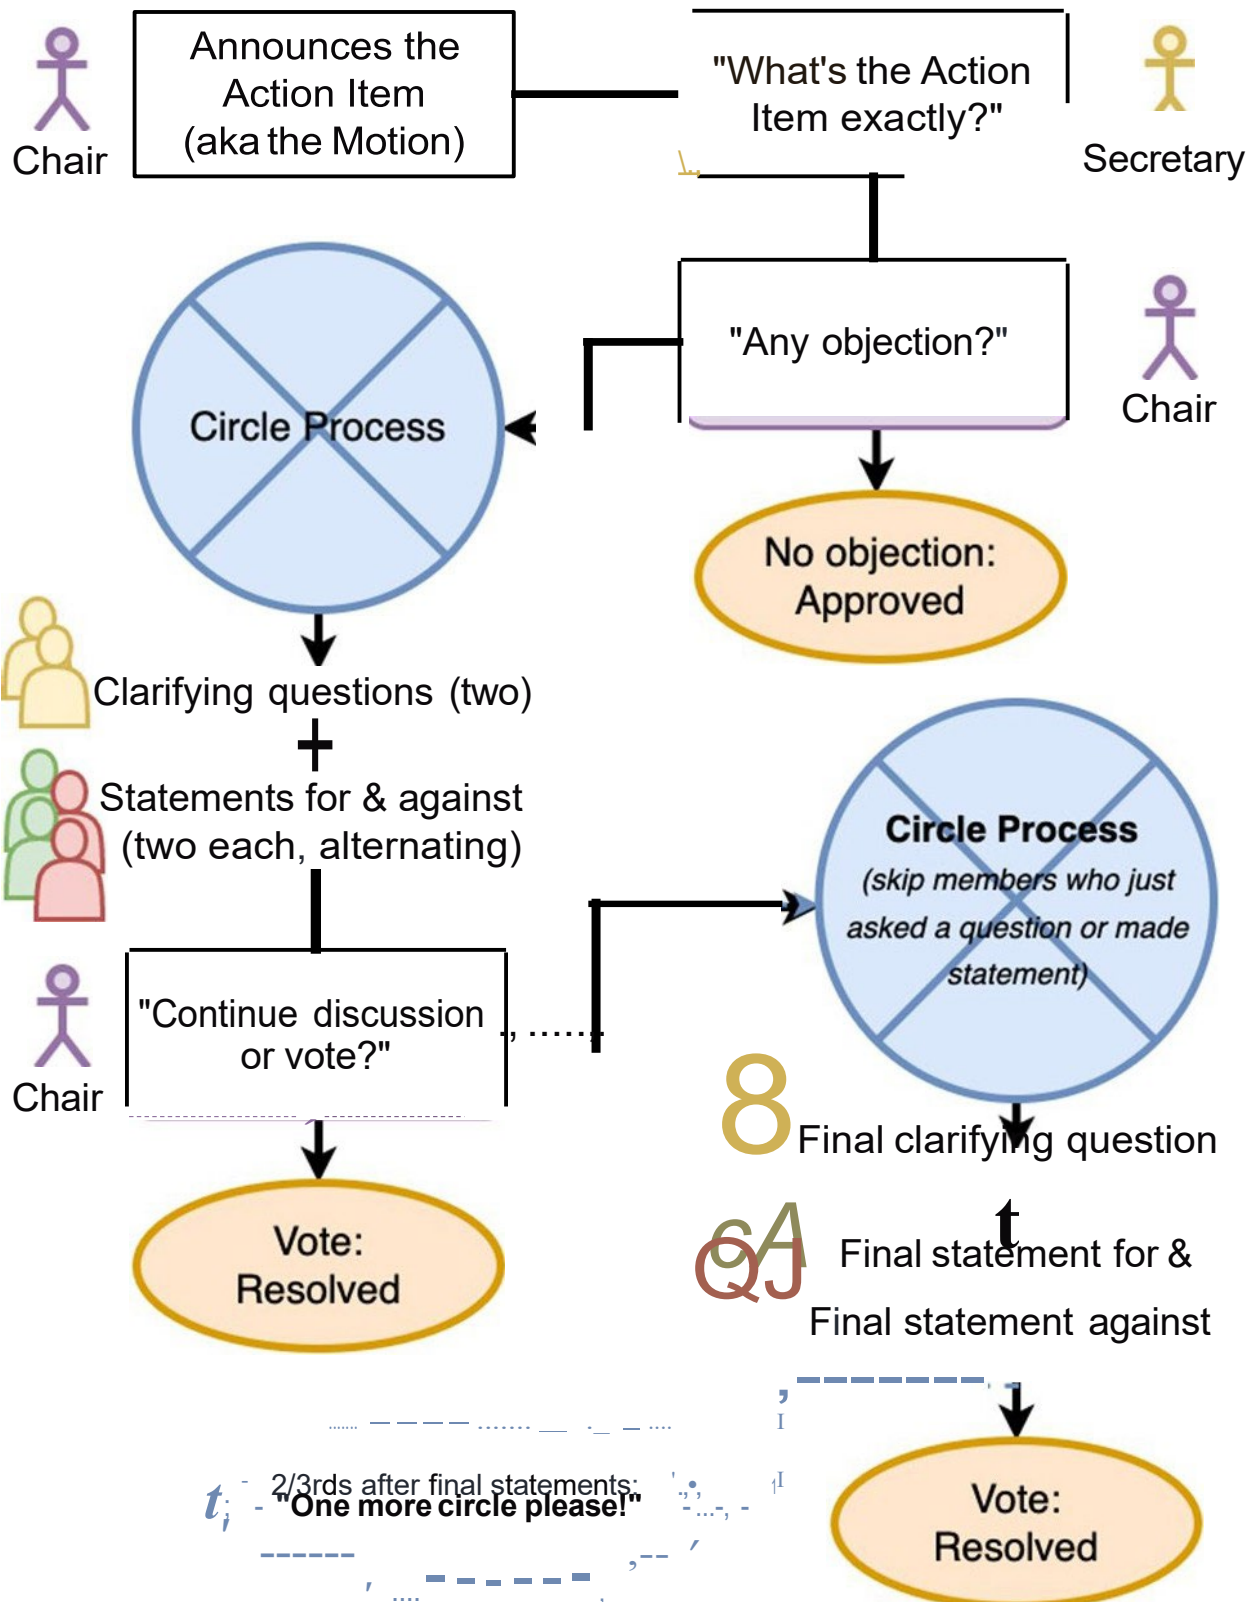 Announces the
Action Item
(aka the Motion)
Chair
"What's the Action
Item exactly?"
Secretary
"Any objection?"
Chair
Circle Process
No objection:
Approved
Clarifying questions (two)
+
Statements for & against
(two each, alternating)
Circle Process
(skip members who just
asked a question or made
statement)
"Continue discussion
or vote?"
Chair
8
Final clarifying question
t
cA
QJ
Final statement for &
Final statement against
Vote:
Resolved
2/3rds after final statements:
"One more circle please!"
t,
Vote:
Resolved